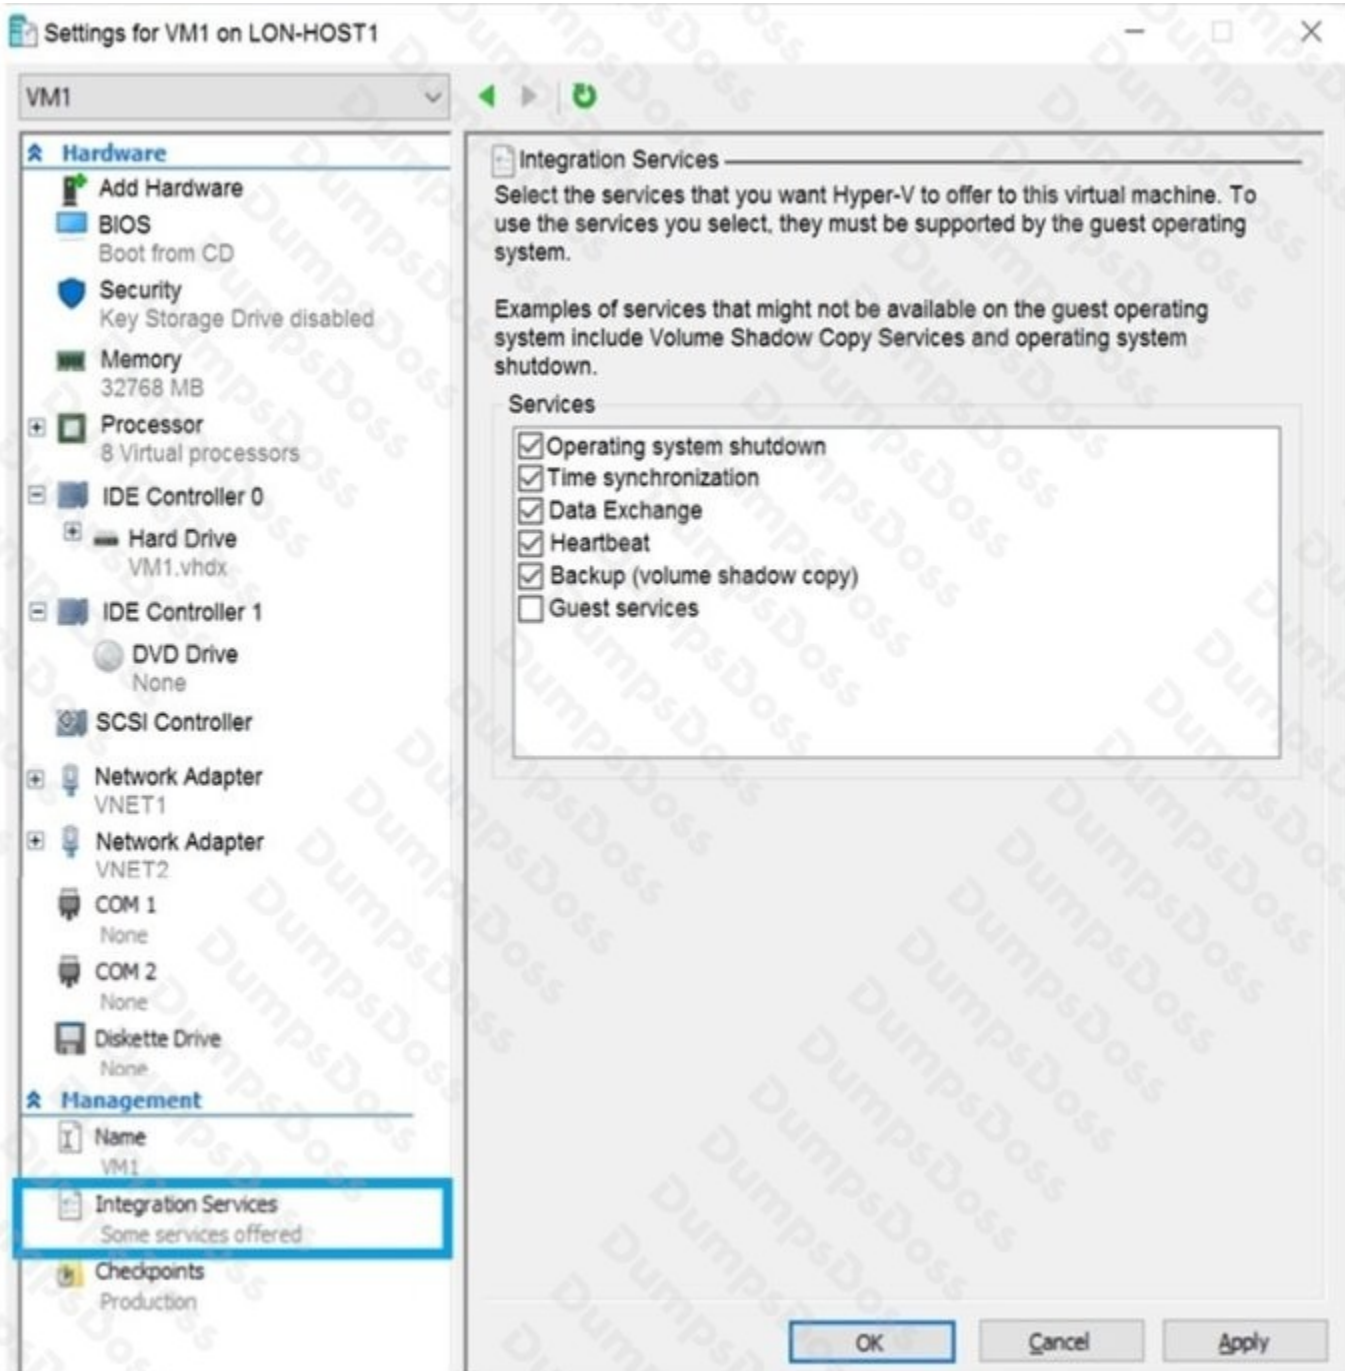 Settings for VM1 on LON-HOST1
VM1
Hardware
Add Hardware
BIOS
Boot from CD
Security
Key Storage Drive disabled
Memory
32768 MB
Processor
8 Virtual processors
IDE Controller 0
Hard Drive
VM1.vhdx
IDE Controller 1
DVD Drive
None
SCSI Controller
Network Adapter
VNET1
Network Adapter
VNET2
COM 1
None
COM 2
None
Diskette Drive
None
Management
Name
VM1
Integration Services
Some services offered
Checkpoints
Production
Integration Services
Select the services that you want Hyper-V to offer to this virtual machine. To
use the services you select, they must be supported by the guest operating
system.
Examples of services that might not be available on the guest operating
system include Volume Shadow Copy Services and operating system
shutdown.
Services
Operating system shutdown
Time synchronization
Data Exchange
Heartbeat
Backup (volume shadow copy)
Guest services
OK
Cancel
Apply
DumpsDoss